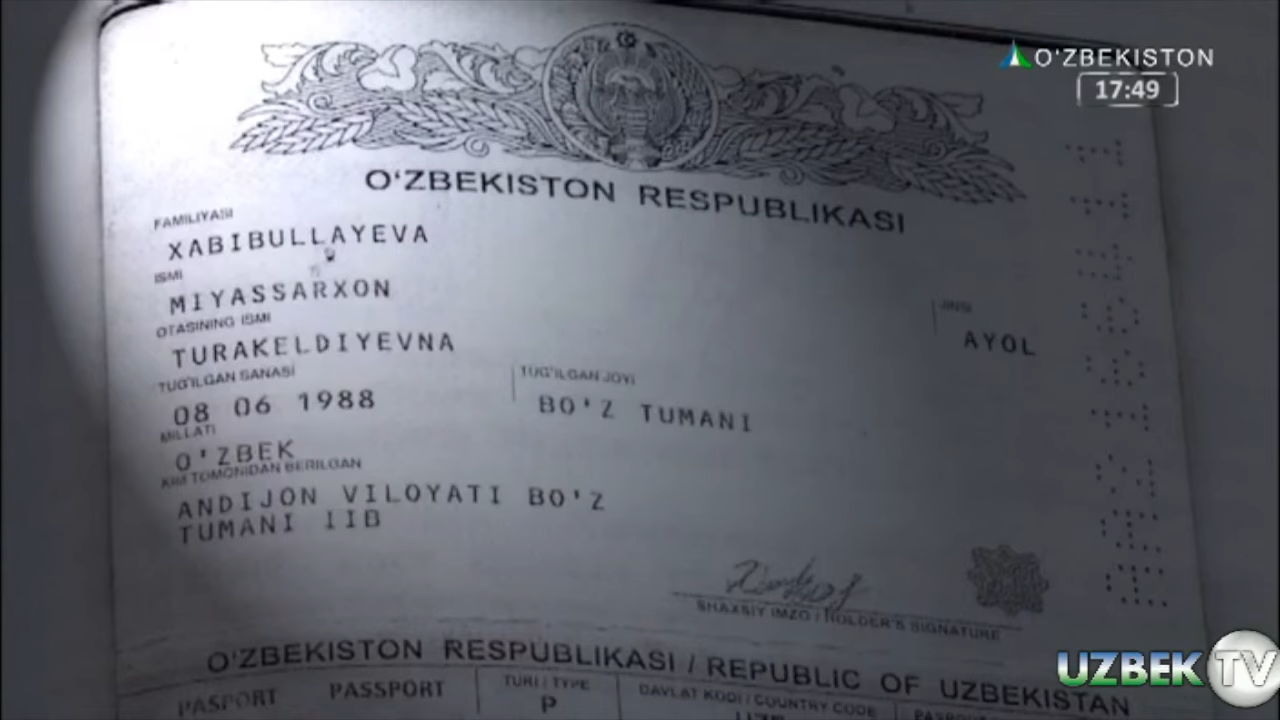 O'ZBEKISTON
17:49
O'ZBEKISTON RESPUBLIKASI
FAMILIYASI
XABIBULLAYEVA
ISMI
MIYASSARXON
OTASINING ISMI
TURAKELDIYEVNA
JINSI
AYOL
TUG'ILGAN SANASI
08 06 1988
TUG'ILGAN JOYI
BO'Z TUMANI
MILLATI
O'ZBEK
KIM TOMONIDAN BERILGAN
ANDIJON VILOYATI BO'Z
TUMANI IIB
SHAXSIY IMZO / HOLDER'S SIGNATURE
O'ZBEKISTON RESPUBLIKASI / REPUBLIC OF UZBEKISTAN
PASPORT PASSPORT
TURI / TYPE
P
DAVLAT KODI / COUNTRY CODE
UZBEK TV